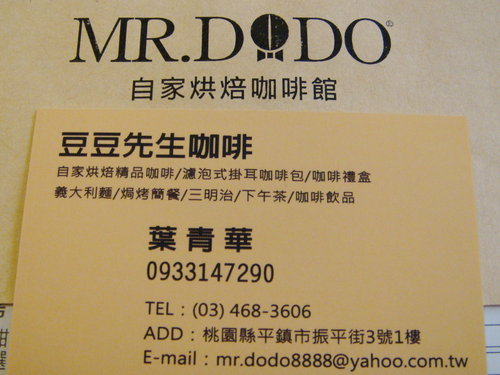 MR.DODO®
自家烘焙咖啡館
豆豆先生咖啡
自家烘焙精品咖啡/濾泡式掛耳咖啡包/咖啡禮盒
義大利麵/焗烤簡餐/三明治/下午茶/咖啡飲品
葉青華
0933147290
TEL：(03) 468-3606
ADD：桃園縣平鎮市振平街3號1樓
E-mail：mr.dodo8888@yahoo.com.tw